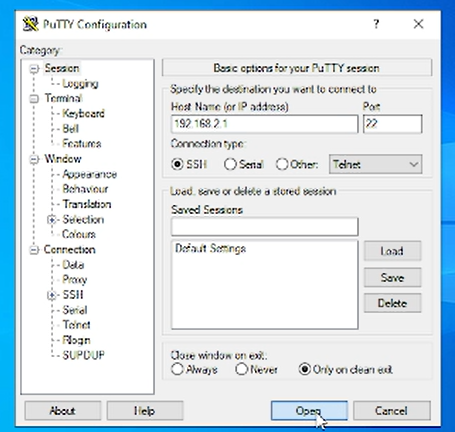 PuTTY Configuration
?
Category:
Session
Logging
Terminal
Keyboard
Bell
Features
Window
Appearance
Behaviour
Translation
Selection
Colours
Connection
Data
Proxy
SSH
Serial
Telnet
Rlogin
SUPDUP
Basic options for your PuTTY session
Specify the destination you want to connect to
Host Name (or IP address) Port
192.168.2.1 22
Connection type:
SSH Serial Other: Telnet
Load, save or delete a stored session
Saved Sessions
Default Settings
Load
Save
Delete
Close window on exit:
Always Never Only on clean exit
About Help Open Cancel